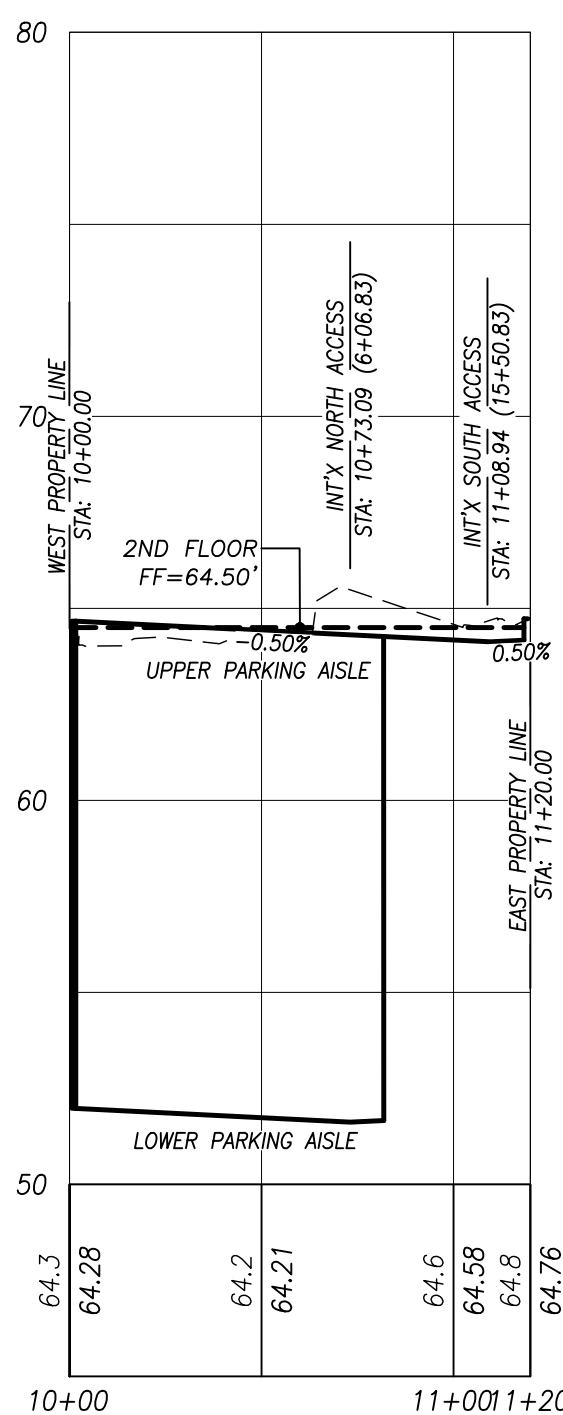 80
70
60
50
WEST PROPERTY LINE
STA: 10+00.00
INT'X NORTH ACCESS
STA: 10+73.09 (6+06.83)
INT'X SOUTH ACCESS
STA: 11+08.94 (15+50.83)
2ND FLOOR
FF=64.50'
-0.50%
0.50%
UPPER PARKING AISLE
EAST PROPERTY LINE
STA: 11+20.00
LOWER PARKING AISLE
64.3
64.28
64.2
64.21
64.6
64.58
64.8
64.76
10+00
11+00
11+20